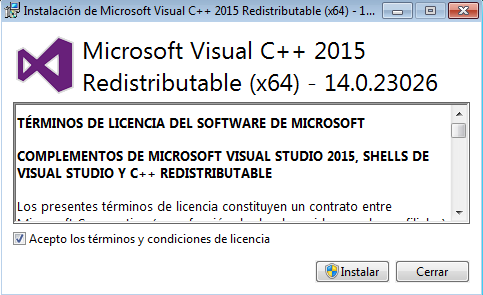 Instalación de Microsoft Visual C++ 2015 Redistributable (x64) - 1...
Microsoft Visual C++ 2015
Redistributable (x64) - 14.0.23026
TÉRMINOS DE LICENCIA DEL SOFTWARE DE MICROSOFT
COMPLEMENTOS DE MICROSOFT VISUAL STUDIO 2015, SHELLS DE
VISUAL STUDIO Y C++ REDISTRIBUTABLE
Los presentes términos de licencia constituyen un contrato entre
Acepto los términos y condiciones de licencia
Instalar
Cerrar